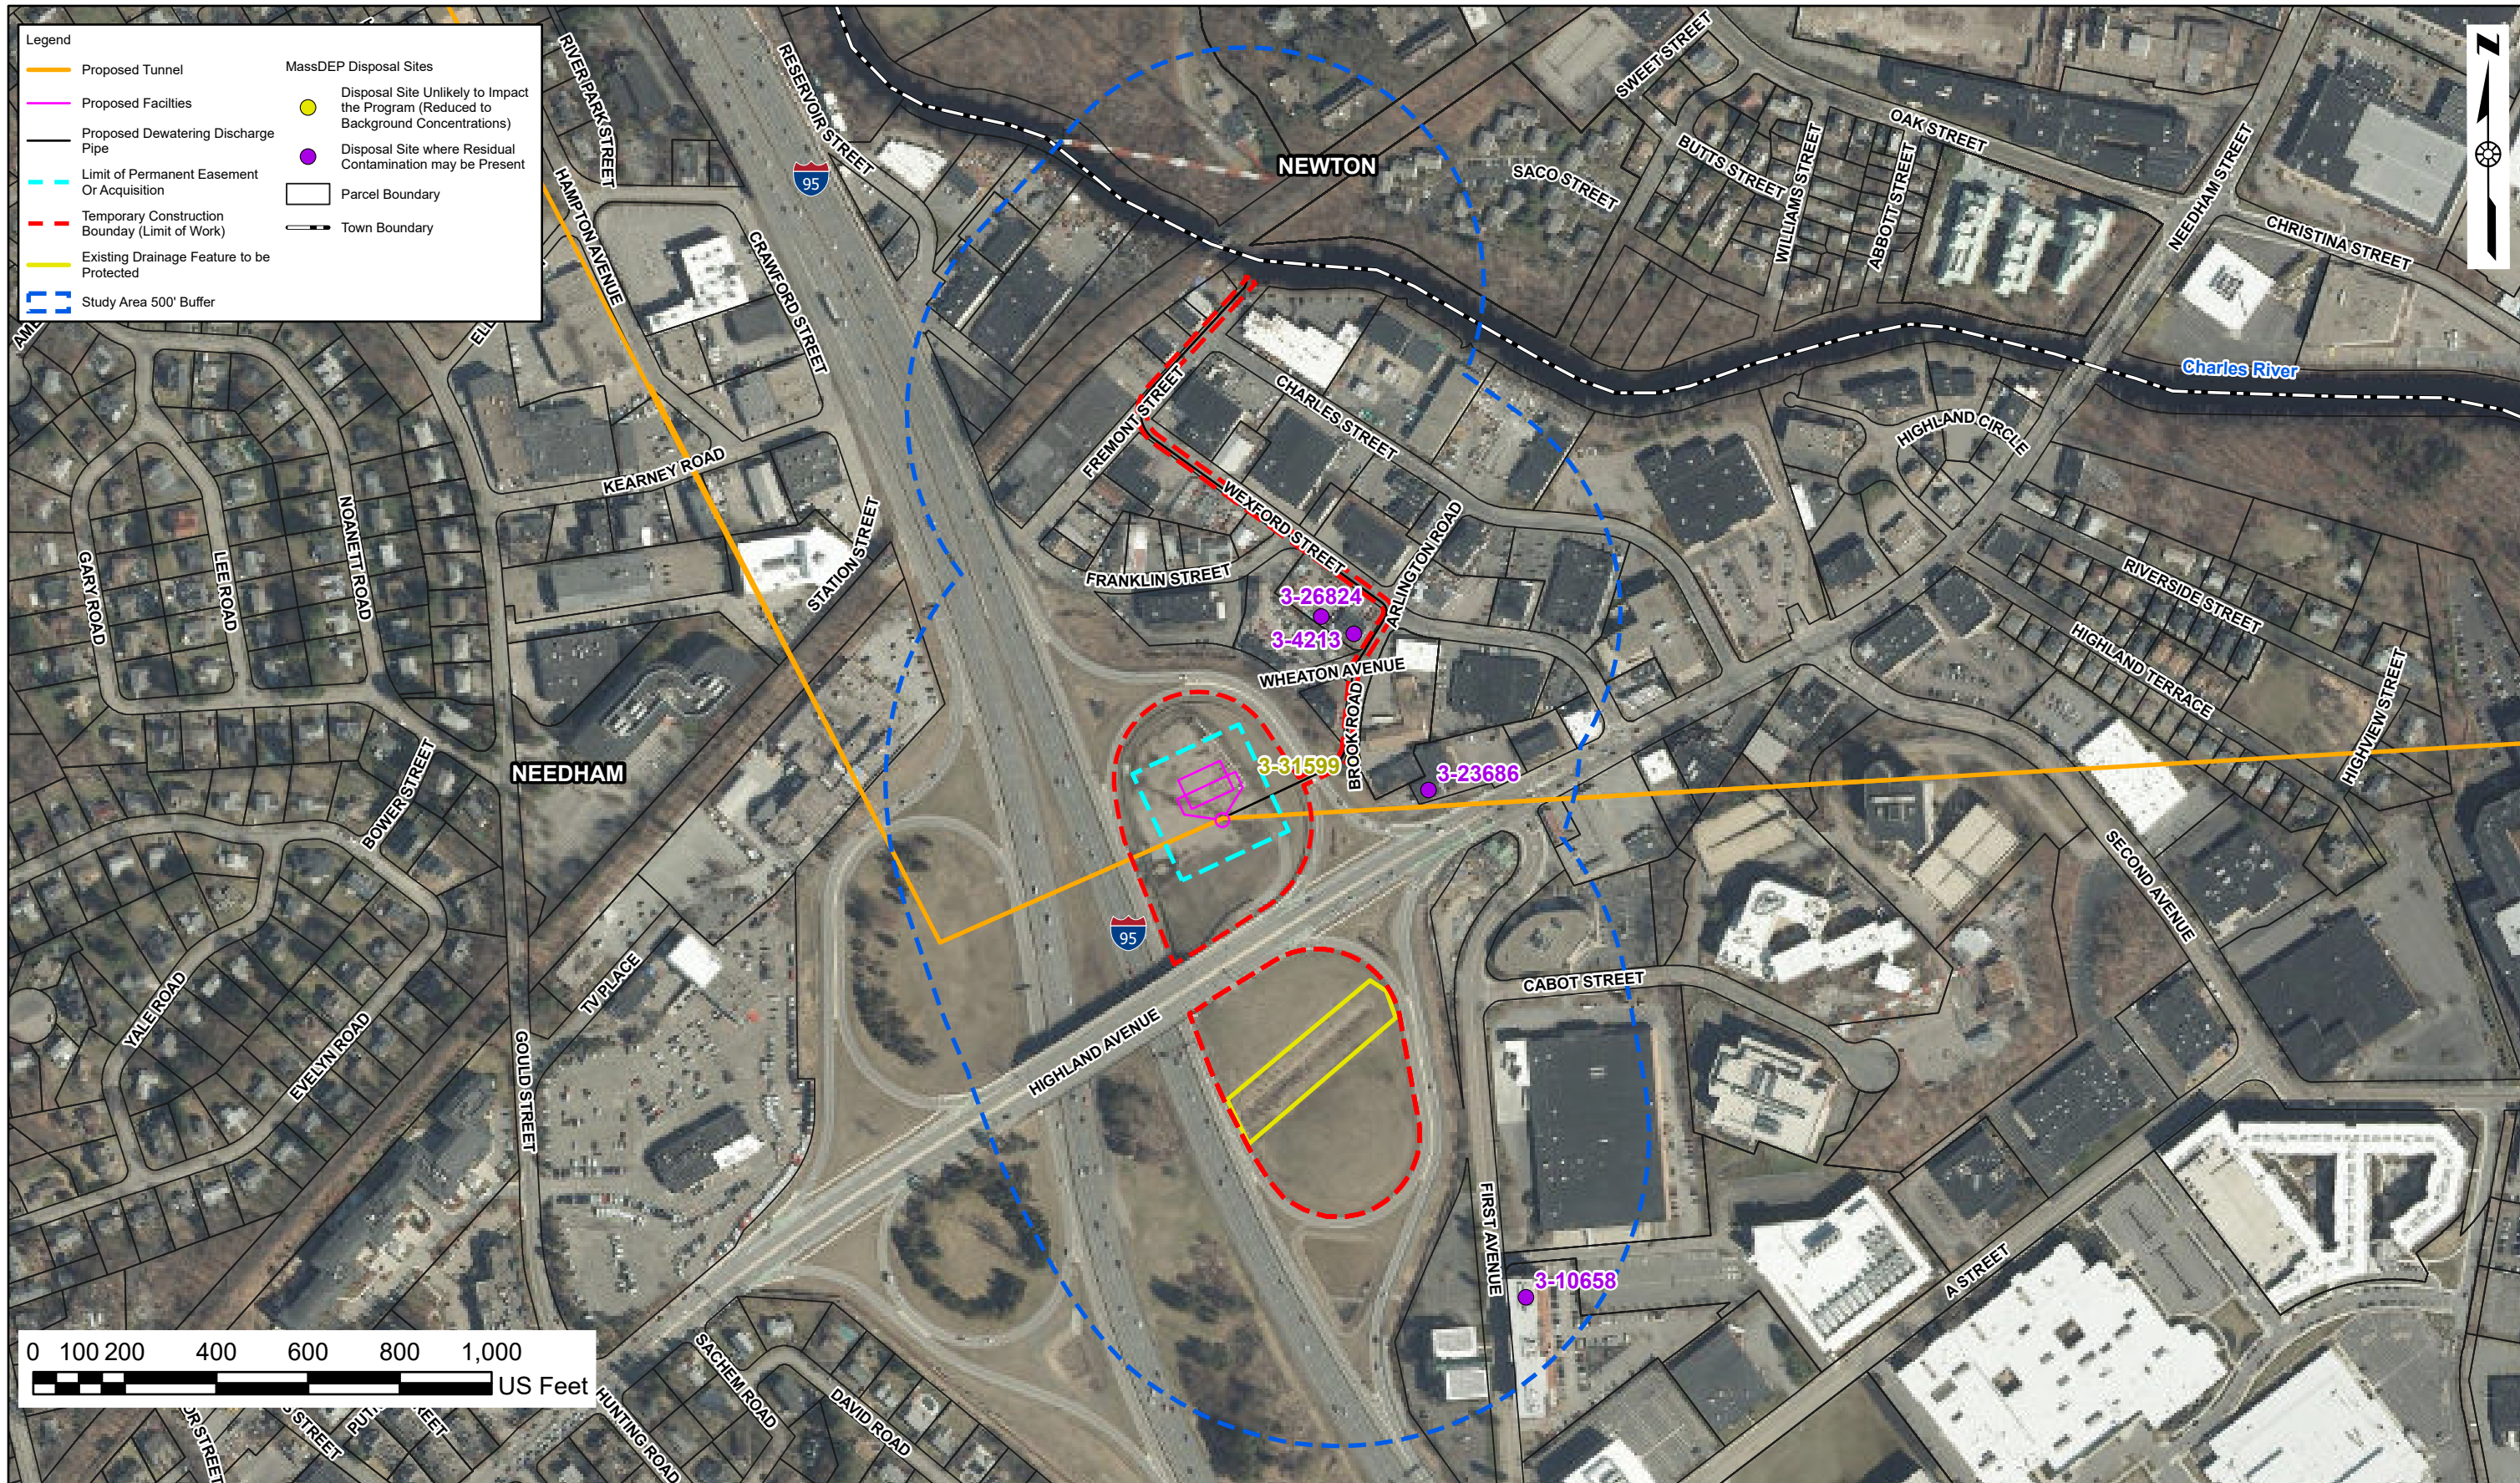 Legend
Proposed Tunnel
Proposed Facilties
Proposed Dewatering Discharge
Pipe
Limit of Permanent Easement
Or Acquisition
Temporary Construction
Bounday (Limit of Work)
Existing Drainage Feature to be
Protected
Study Area 500' Buffer
MassDEP Disposal Sites
Disposal Site Unlikely to Impact
the Program (Reduced to
Background Concentrations)
Disposal Site where Residual
Contamination may be Present
Parcel Boundary
Town Boundary
N
RIVER PARK STREET
RESERVOIR STREET
95
HAMPTON AVENUE
CRAWFORD STREET
NEWTON
SWEET STREET
SACO STREET
BUTTS STREET
WILLIAMS STREET
ABBOTT STREET
OAK STREET
NEEDHAM STREET
CHRISTINA STREET
Charles River
HIGHLAND CIRCLE
CHARLES STREET
FREMONT STREET
WEXFORD STREET
ARLINGTON ROAD
FRANKLIN STREET
KEARNEY ROAD
STATION STREET
NOANETT ROAD
LEE ROAD
GARY ROAD
3-26824
3-4213
WHEATON AVENUE
BROOK ROAD
3-31599
3-23686
RIVERSIDE STREET
HIGHLAND TERRACE
HIGHVIEW STREET
SECOND AVENUE
NEEDHAM
BOWER STREET
95
HIGHLAND AVENUE
CABOT STREET
TV PLACE
YALE ROAD
EVELYN ROAD
GOULD STREET
FIRST AVENUE
3-10658
A STREET
SACHEM ROAD
DAVID ROAD
HUNTING ROAD
0 100 200 400 600 800 1,000
US Feet